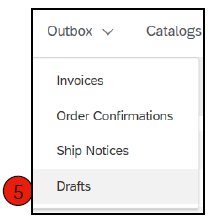 Outbox Catalogs
Invoices
Order Confirmations
Ship Notices
5 Drafts